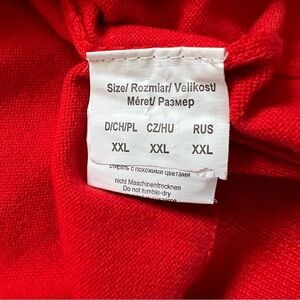 Size/ Rozmiar/ Velikost/
Méret/ Размер
D/CH/PL CZ/HU RUS
XXL XXL XXL
стирать с похожими цветами
nicht Maschinentrocknen
Do not tumble-dry